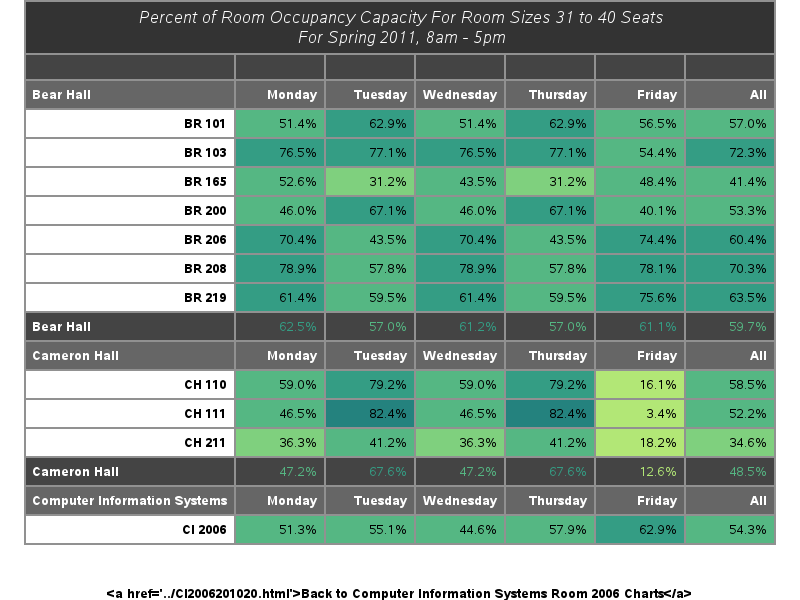 Percent of Room Occupancy Capacity For Room Sizes 31 to 40 Seats
For Spring 2011, 8am - 5pm
Bear Hall Monday Tuesday Wednesday Thursday Friday All
BR 101 51.4% 62.9% 51.4% 62.9% 56.5% 57.0%
BR 103 76.5% 77.1% 76.5% 77.1% 54.4% 72.3%
BR 165 52.6% 31.2% 43.5% 31.2% 48.4% 41.4%
BR 200 46.0% 67.1% 46.0% 67.1% 40.1% 53.3%
BR 206 70.4% 43.5% 70.4% 43.5% 74.4% 60.4%
BR 208 78.9% 57.8% 78.9% 57.8% 78.1% 70.3%
BR 219 61.4% 59.5% 61.4% 59.5% 75.6% 63.5%
Bear Hall 62.5% 57.0% 61.2% 57.0% 61.1% 59.7%
Cameron Hall Monday Tuesday Wednesday Thursday Friday All
CH 110 59.0% 79.2% 59.0% 79.2% 16.1% 58.5%
CH 111 46.5% 82.4% 46.5% 82.4% 3.4% 52.2%
CH 211 36.3% 41.2% 36.3% 41.2% 18.2% 34.6%
Cameron Hall 47.2% 67.6% 47.2% 67.6% 12.6% 48.5%
Computer Information Systems Monday Tuesday Wednesday Thursday Friday All
CI 2006 51.3% 55.1% 44.6% 57.9% 62.9% 54.3%
&lt;a href='../CI2006201020.html'&gt;Back to Computer Information Systems Room 2006 Charts&lt;/a&gt;